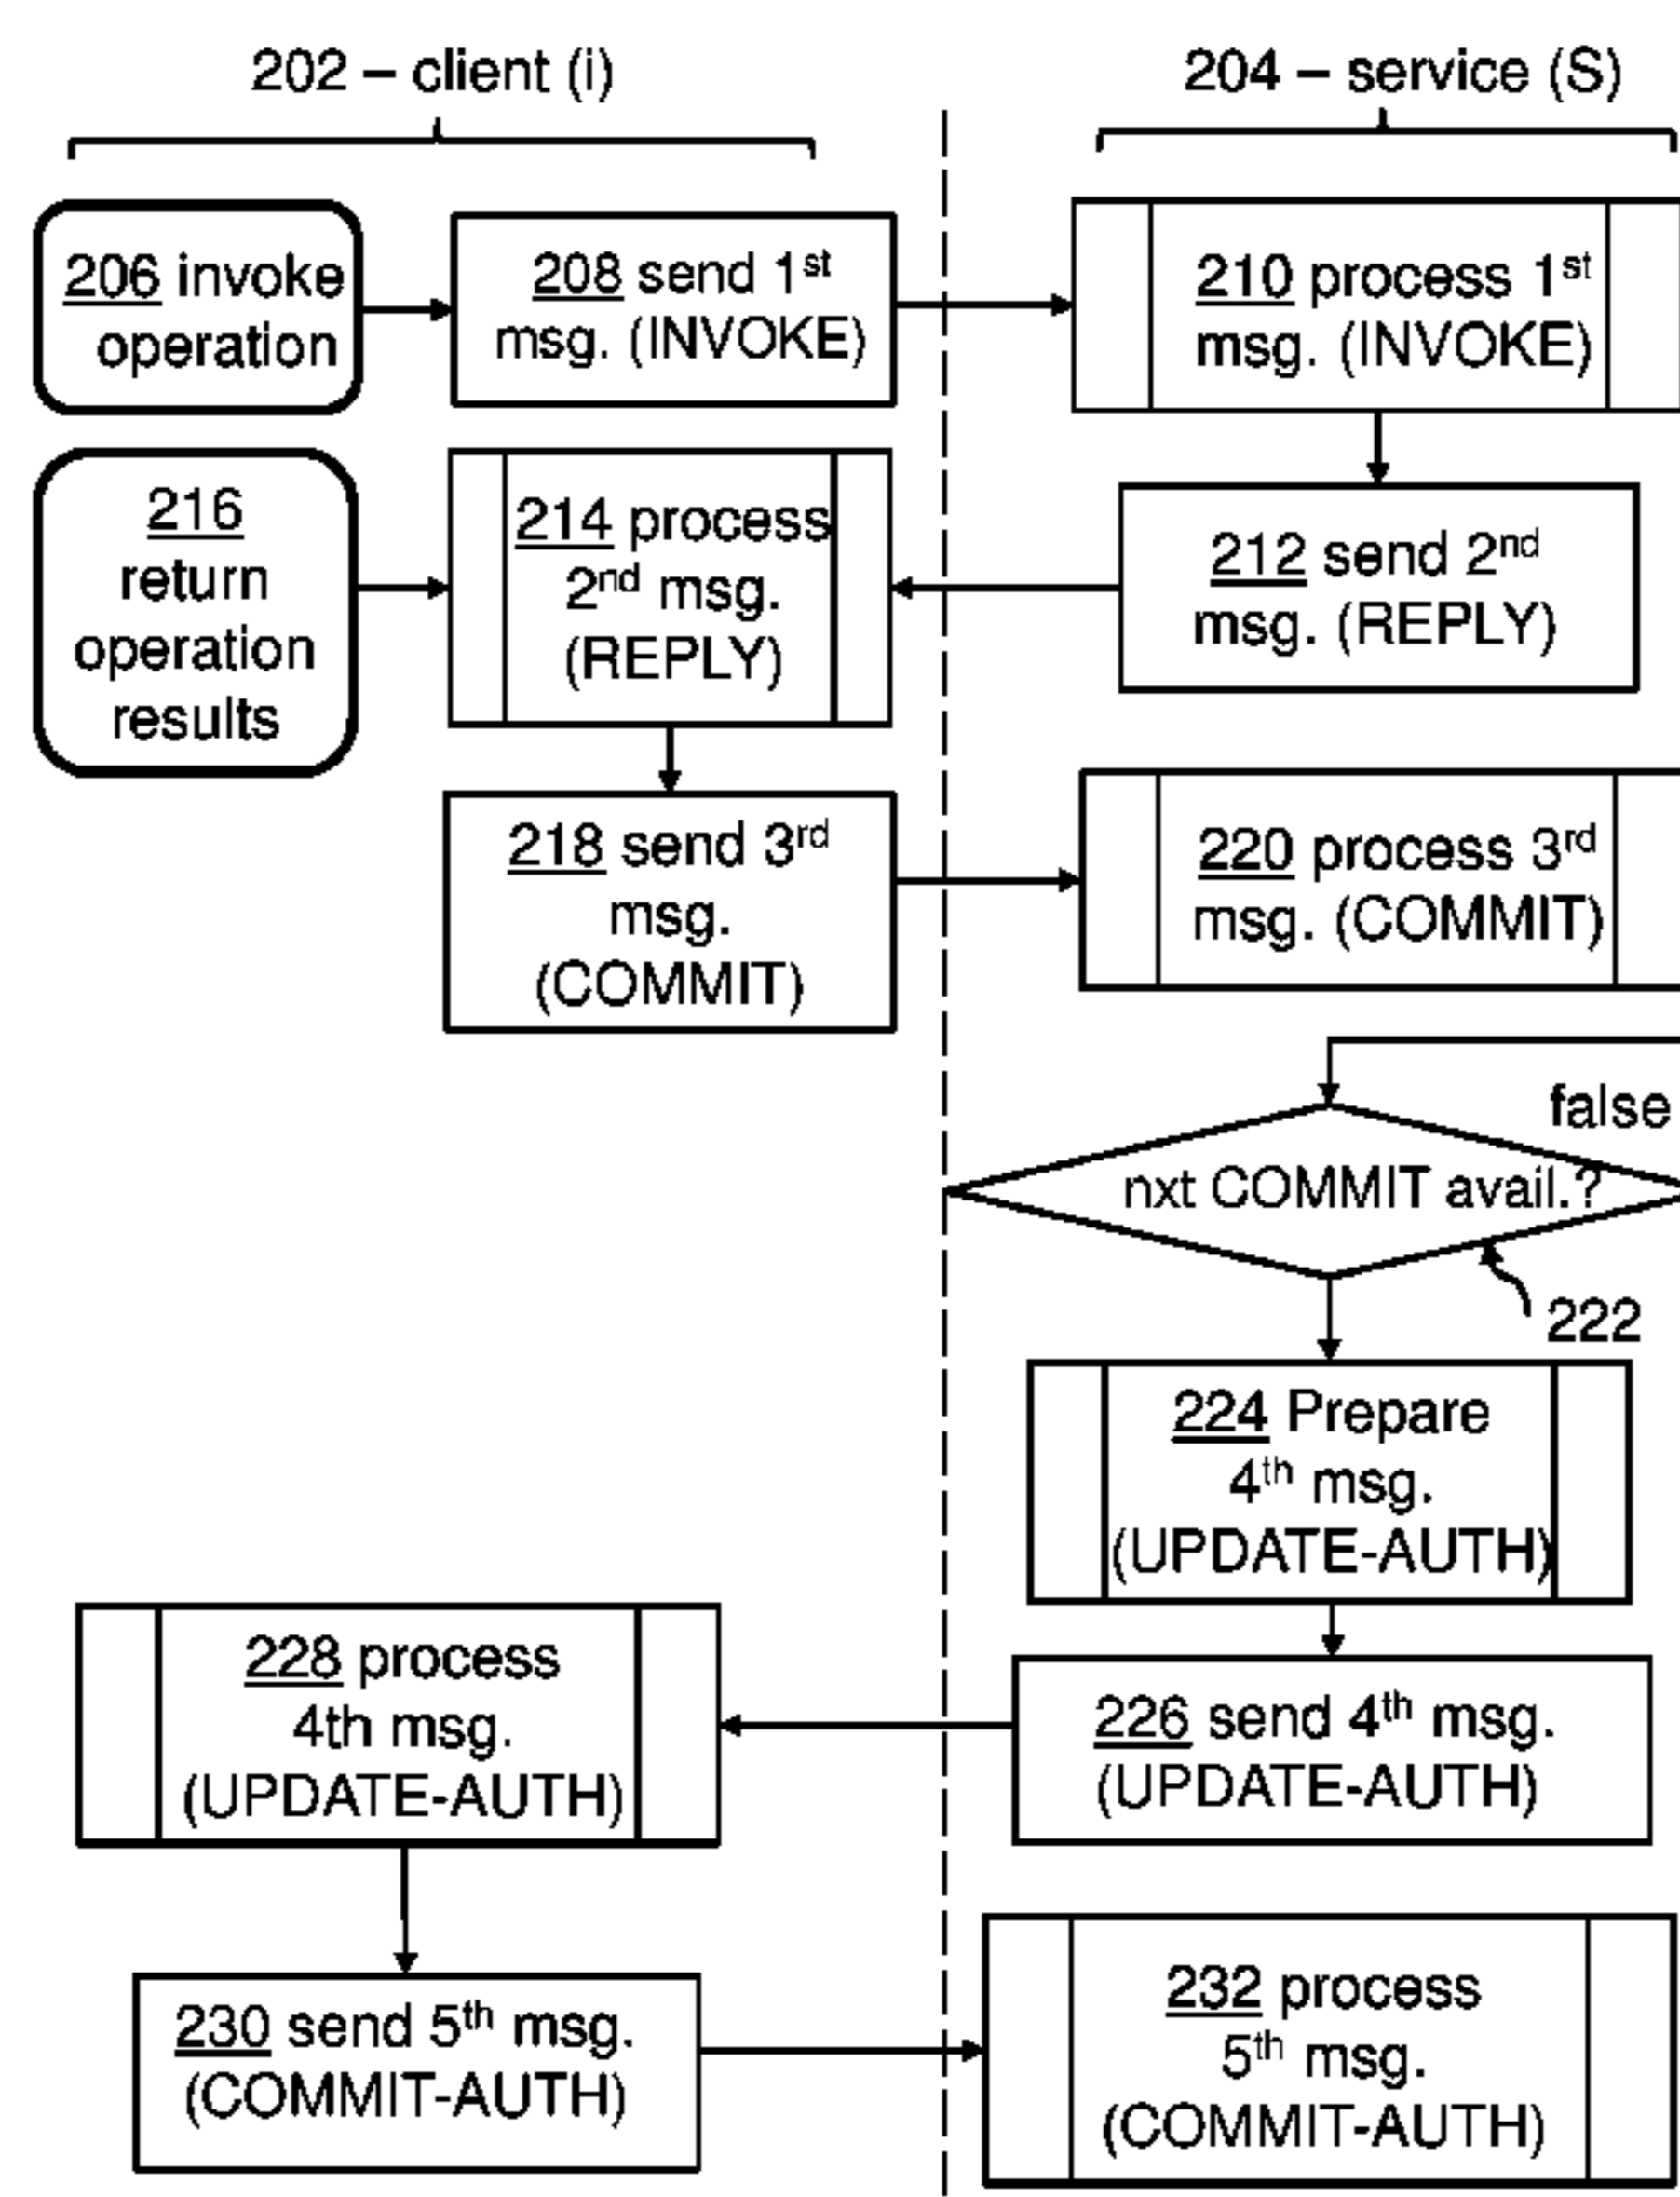 202 – client (i)
204 – service (S)
206 invoke
operation
208 send 1st
msg. (INVOKE)
210 process 1st
msg. (INVOKE)
216
return
operation
results
214 process
2nd msg.
(REPLY)
212 send 2nd
msg. (REPLY)
218 send 3rd
msg.
(COMMIT)
220 process 3rd
msg. (COMMIT)
false
nxt COMMIT avail.?
222
224 Prepare
4th msg.
(UPDATE-AUTH)
228 process
4th msg.
(UPDATE-AUTH)
226 send 4th msg.
(UPDATE-AUTH)
230 send 5th msg.
(COMMIT-AUTH)
232 process
5th msg.
(COMMIT-AUTH)